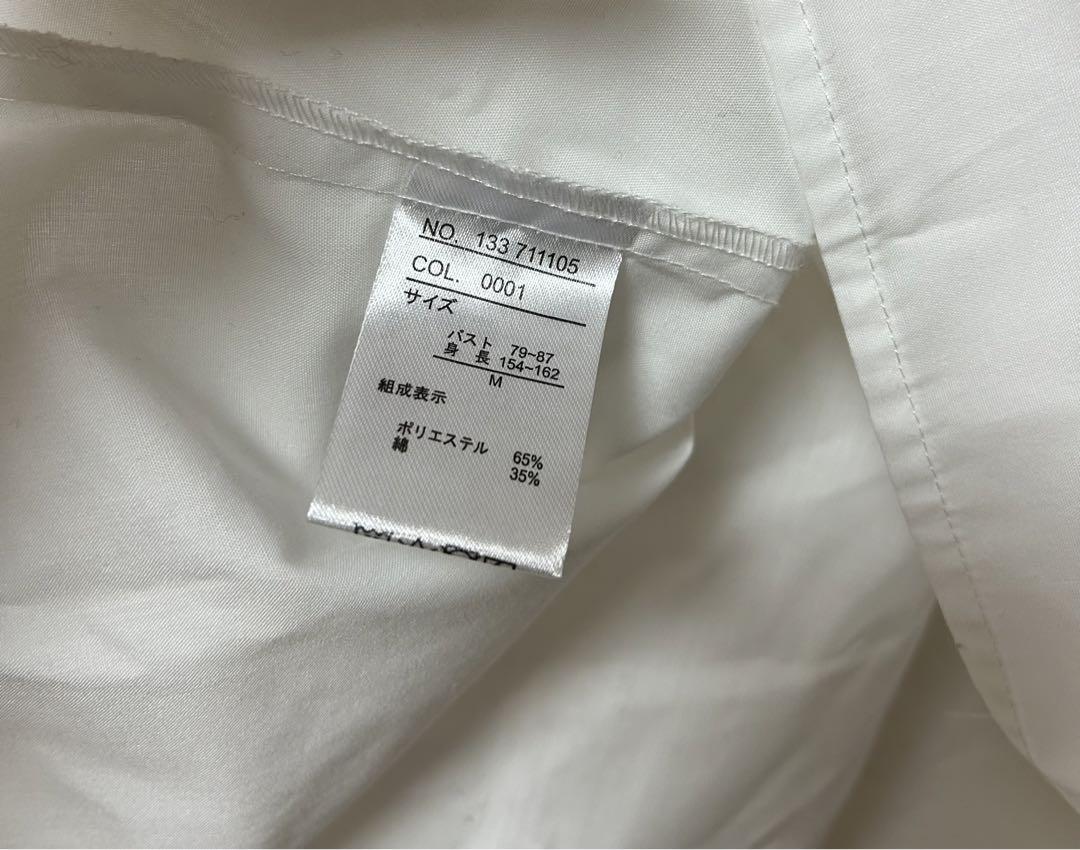 NO. 133 711105
COL. 0001
サイズ
バスト 79~87
身 長 154~162
M
組成表示
ポリエステル 65%
綿 35%